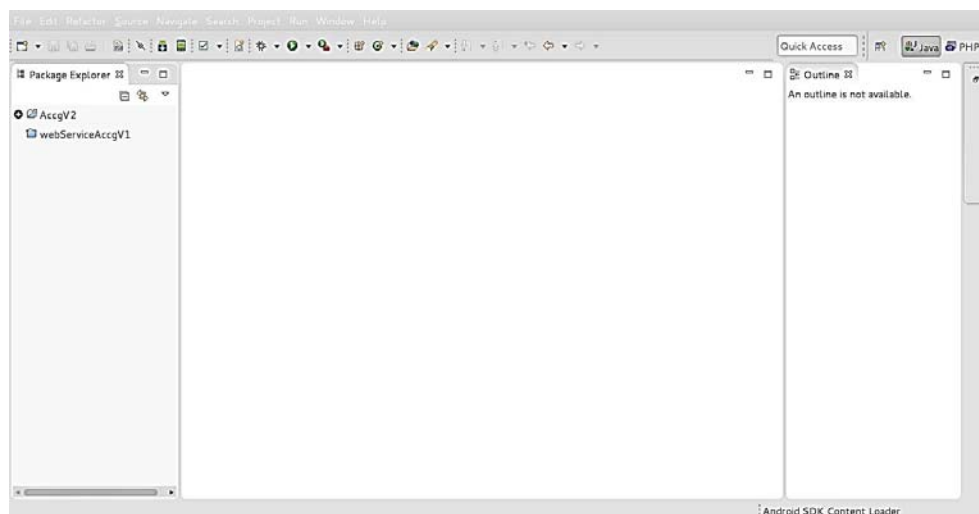 File Edit Refactor Source Navigate Search Project Run Window Help
Quick Access
Java
PHP
Package Explorer
Outline
An outline is not available.
AccgV2
webServiceAccgV1
Android SDK Content Loader